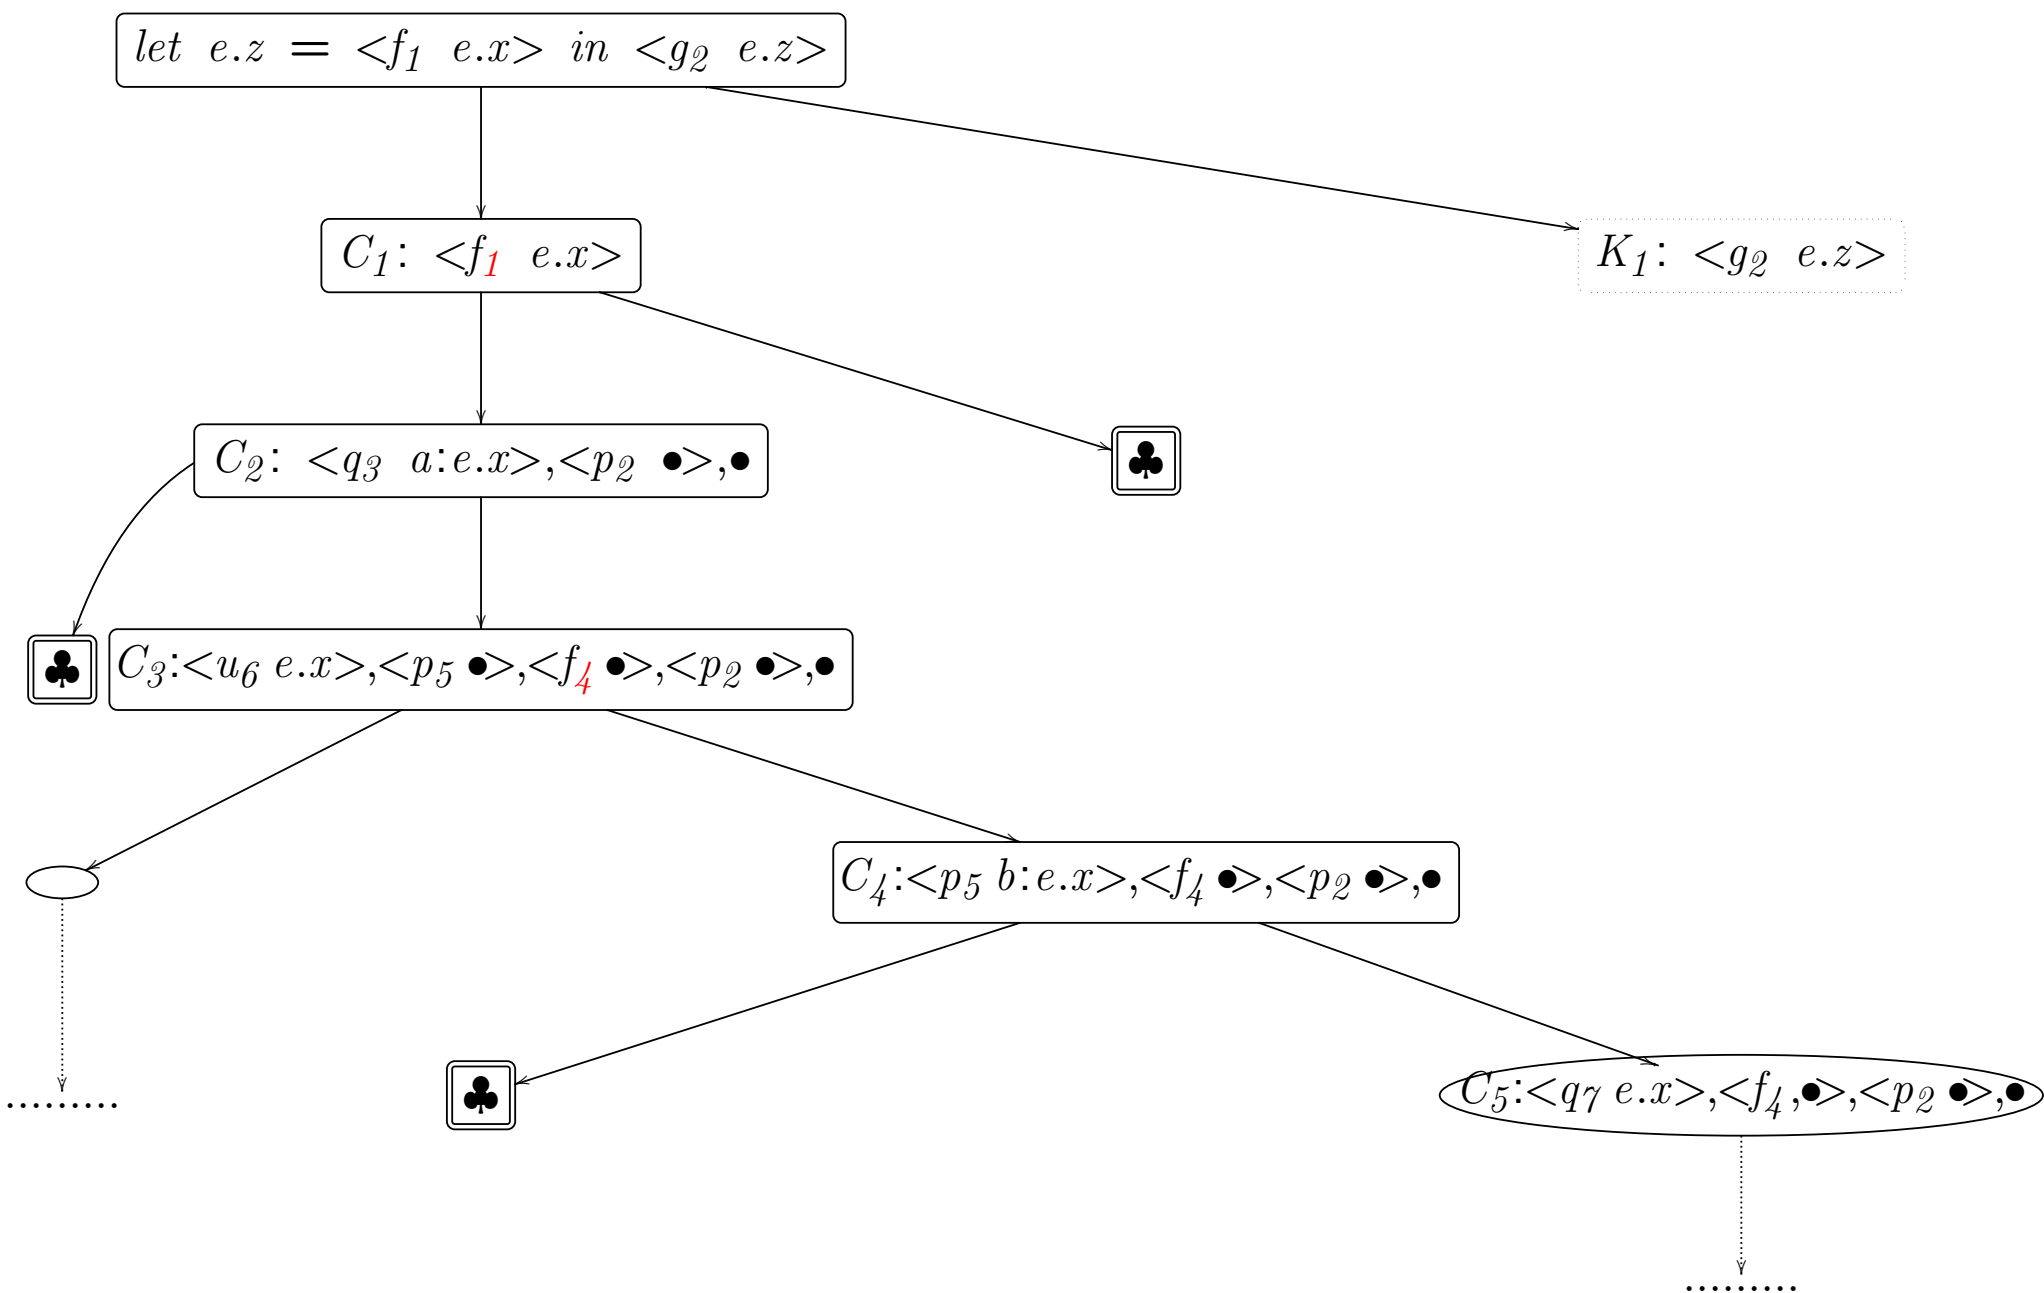 let e.z = <f₁ e.x> in <g₂ e.z>
C₁: <f₁ e.x>
K₁: <g₂ e.z>
C₂: <q₃ a:e.x>,<p₂ ●>,●
♣
♣
C₃:<u₆ e.x>,<p₅ ●>,<f₄ ●>,<p₂ ●>,●
C₄:<p₅ b:e.x>,<f₄ ●>,<p₂ ●>,●
.........
♣
C₅:<q₇ e.x>,<f₄,●>,<p₂ ●>,●
.........